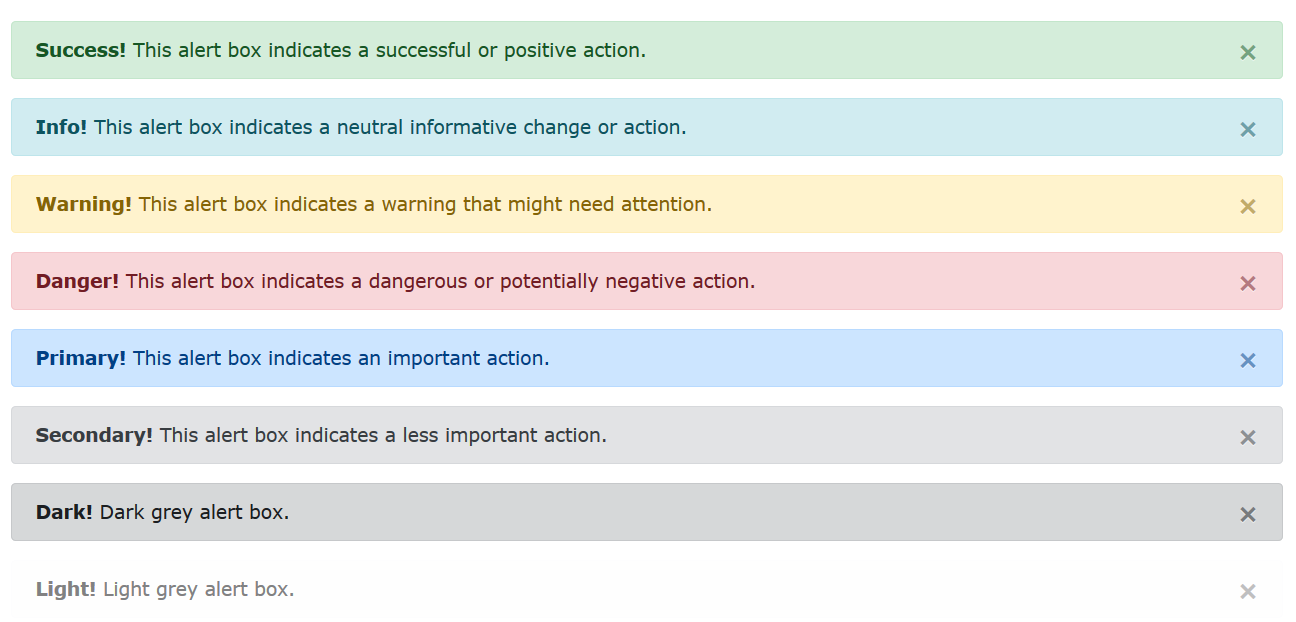 Success! This alert box indicates a successful or positive action. ×
Info! This alert box indicates a neutral informative change or action. ×
Warning! This alert box indicates a warning that might need attention. ×
Danger! This alert box indicates a dangerous or potentially negative action. ×
Primary! This alert box indicates an important action. ×
Secondary! This alert box indicates a less important action. ×
Dark! Dark grey alert box. ×
Light! Light grey alert box. ×